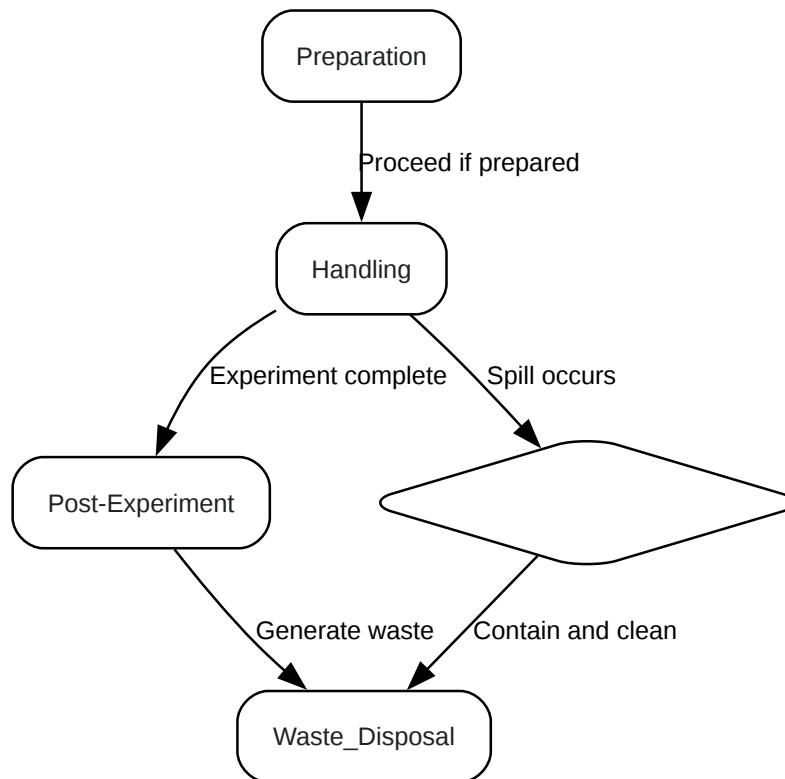 Preparation
Proceed if prepared
Handling
Experiment complete
Spill occurs
Post-Experiment
Generate waste
Contain and clean
Waste_Disposal